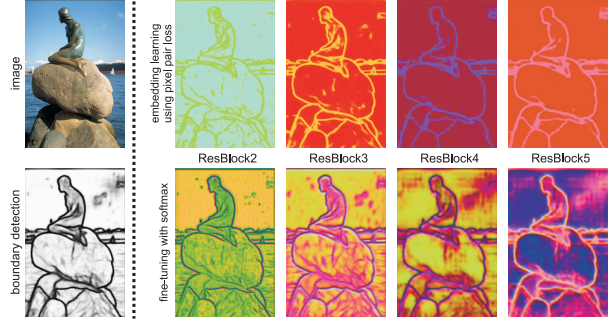 image
embedding learning
using pixel pair loss
ResBlock2
ResBlock3
ResBlock4
ResBlock5
boundary detection
fine-tuning with softmax